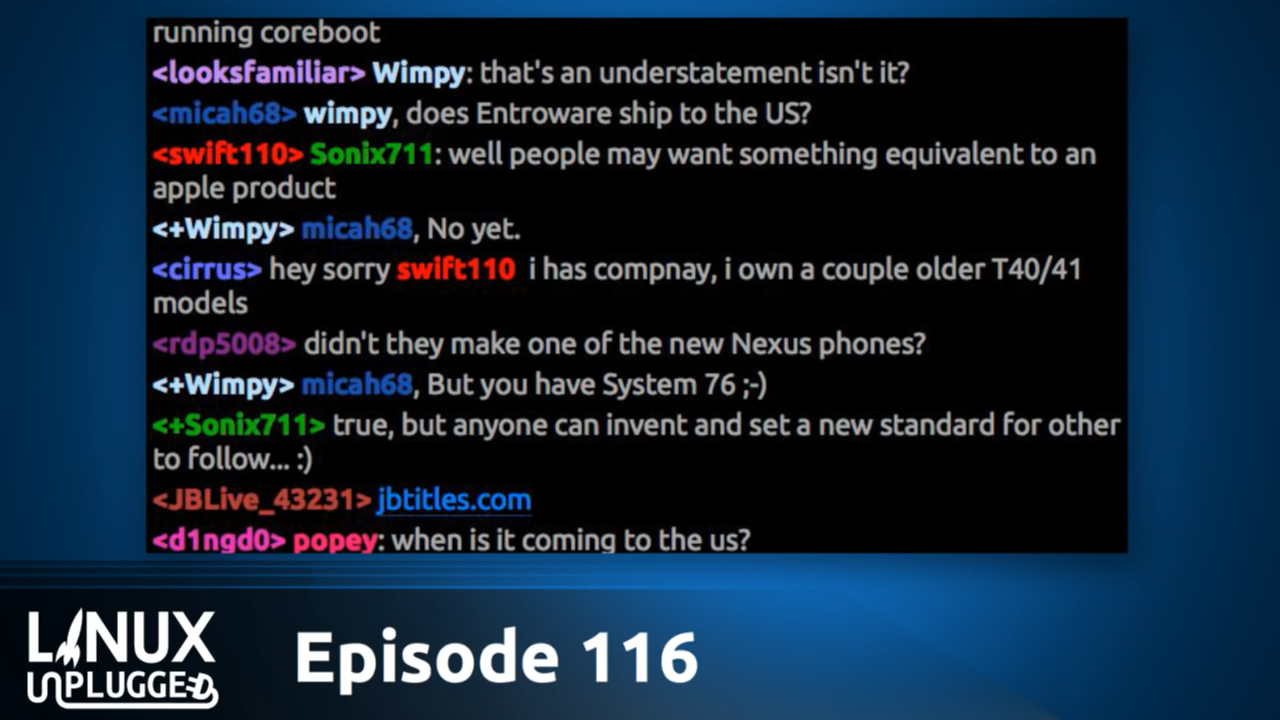 running coreboot
<looksfamiliar> Wimpy: that's an understatement isn't it?
<micah68> wimpy, does Entroware ship to the US?
<swift110> Sonix711: well people may want something equivalent to an
apple product
<+Wimpy> micah68, No yet.
<cirrus> hey sorry swift110  i has compnay, i own a couple older T40/41
models
<rdp5008> didn't they make one of the new Nexus phones?
<+Wimpy> micah68, But you have System 76 ;-)
<+Sonix711> true, but anyone can invent and set a new standard for other
to follow... :)
<JBLive_43231> jbtitles.com
<d1ngd0> popey: when is it coming to the us?
LINUX
UNPLUGGED
Episode 116